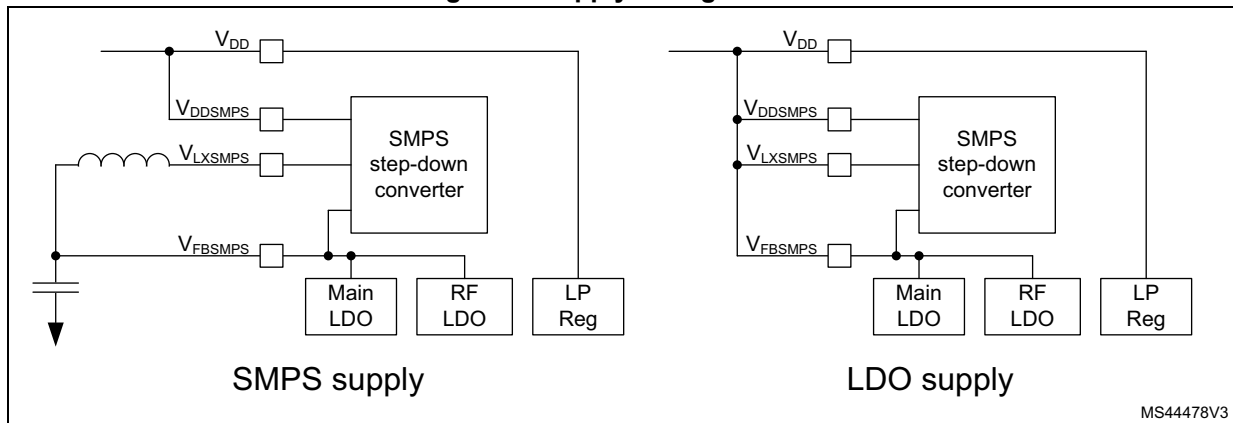 V_DD
V_DDSMPS
V_LXSMPS
V_FBSMPS
SMPS
step-down
converter
Main
LDO
RF
LDO
LP
Reg
SMPS supply
V_DD
V_DDSMPS
V_LXSMPS
V_FBSMPS
SMPS
step-down
converter
Main
LDO
RF
LDO
LP
Reg
LDO supply
MS44478V3